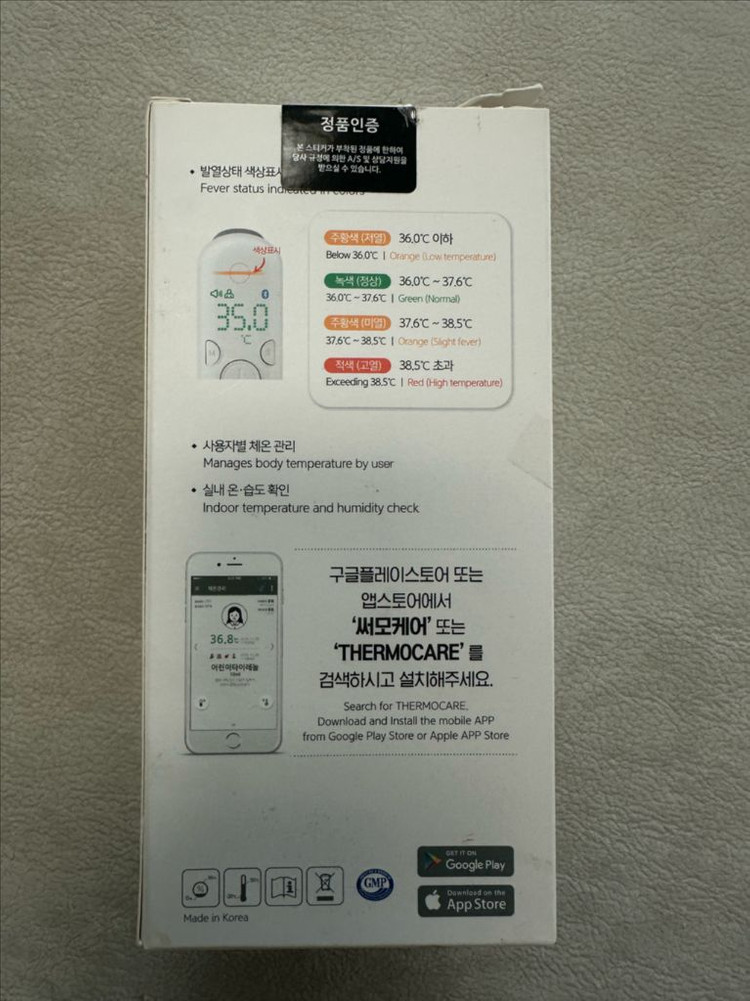 정품인증
본 스티커가 부착된 정품에 한하여
당사 규정에 의한 A/S 및 상담지원을
받으실 수 있습니다.
• 발열상태 색상표시
Fever status indicated in colors
색상표시
35.0
℃
M
주황색 (저열) 36.0℃ 이하
Below 36.0℃ | Orange (Low temperature)
녹색 (정상) 36.0℃ ~ 37.6℃
36.0℃ ~ 37.6℃ | Green (Normal)
주황색 (미열) 37.6℃ ~ 38.5℃
37.6℃ ~ 38.5℃ | Orange (Slight fever)
적색 (고열) 38.5℃ 초과
Exceeding 38.5℃ | Red (High temperature)
• 사용자별 체온 관리
Manages body temperature by user
• 실내 온·습도 확인
Indoor temperature and humidity check
36.8℃
어린이타이레놀
10ml
구글플레이스토어 또는
앱스토어에서
‘써모케어’ 또는
‘THERMOCARE’를
검색하시고 설치해주세요.
Search for THERMOCARE,
Download and Install the mobile APP
from Google Play Store or Apple APP Store
GMP
GET IT ON
Google Play
Download on the
App Store
Made in Korea